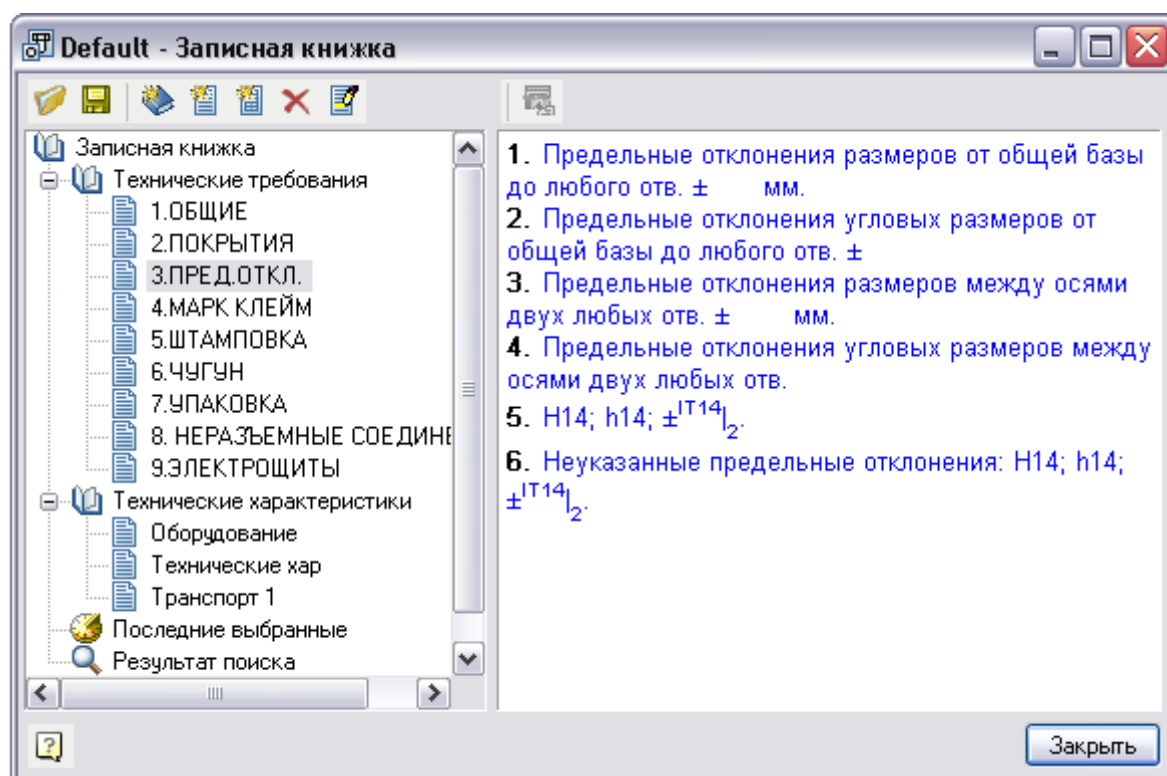 Default - Записная книжка
Записная книжка
Технические требования
1.ОБЩИЕ
2.ПОКРЫТИЯ
3.ПРЕД.ОТКЛ.
4.МАРК КЛЕЙМ
5.ШТАМПОВКА
6.ЧУГУН
7.УПАКОВКА
8. НЕРАЗЪЕМНЫЕ СОЕДИНЕ
9.ЭЛЕКТРОЩИТЫ
Технические характеристики
Оборудование
Технические хар
Транспорт 1
Последние выбранные
Результат поиска
1. Предельные отклонения размеров от общей базы
до любого отв. ± мм.
2. Предельные отклонения угловых размеров от
общей базы до любого отв. ±
3. Предельные отклонения размеров между осями
двух любых отв. ± мм.
4. Предельные отклонения угловых размеров между
осями двух любых отв.
5. H14; h14; ±IT14|2.
6. Неуказанные предельные отклонения: H14; h14;
±IT14|2.
Закрыть